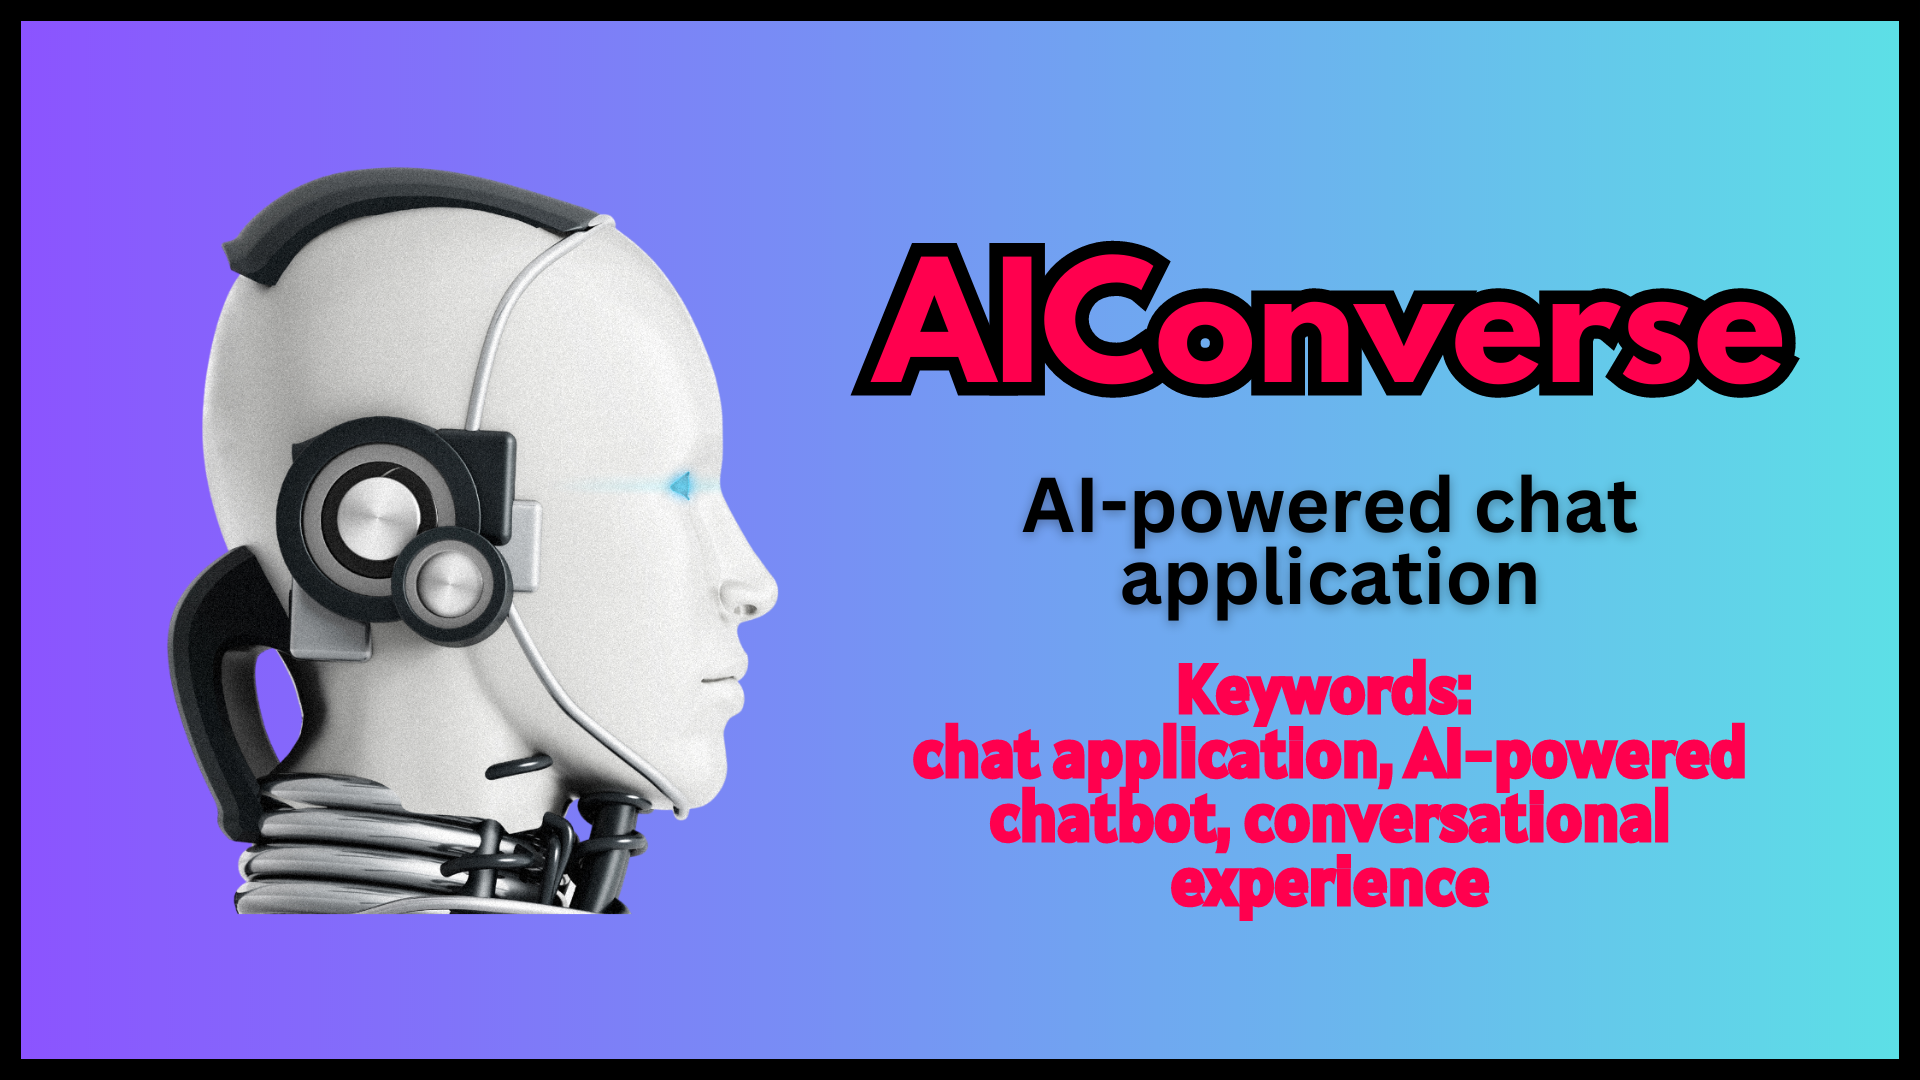 AIConverse
AI-powered chat
application
Keywords:
chat application, AI-powered
chatbot, conversational
experience